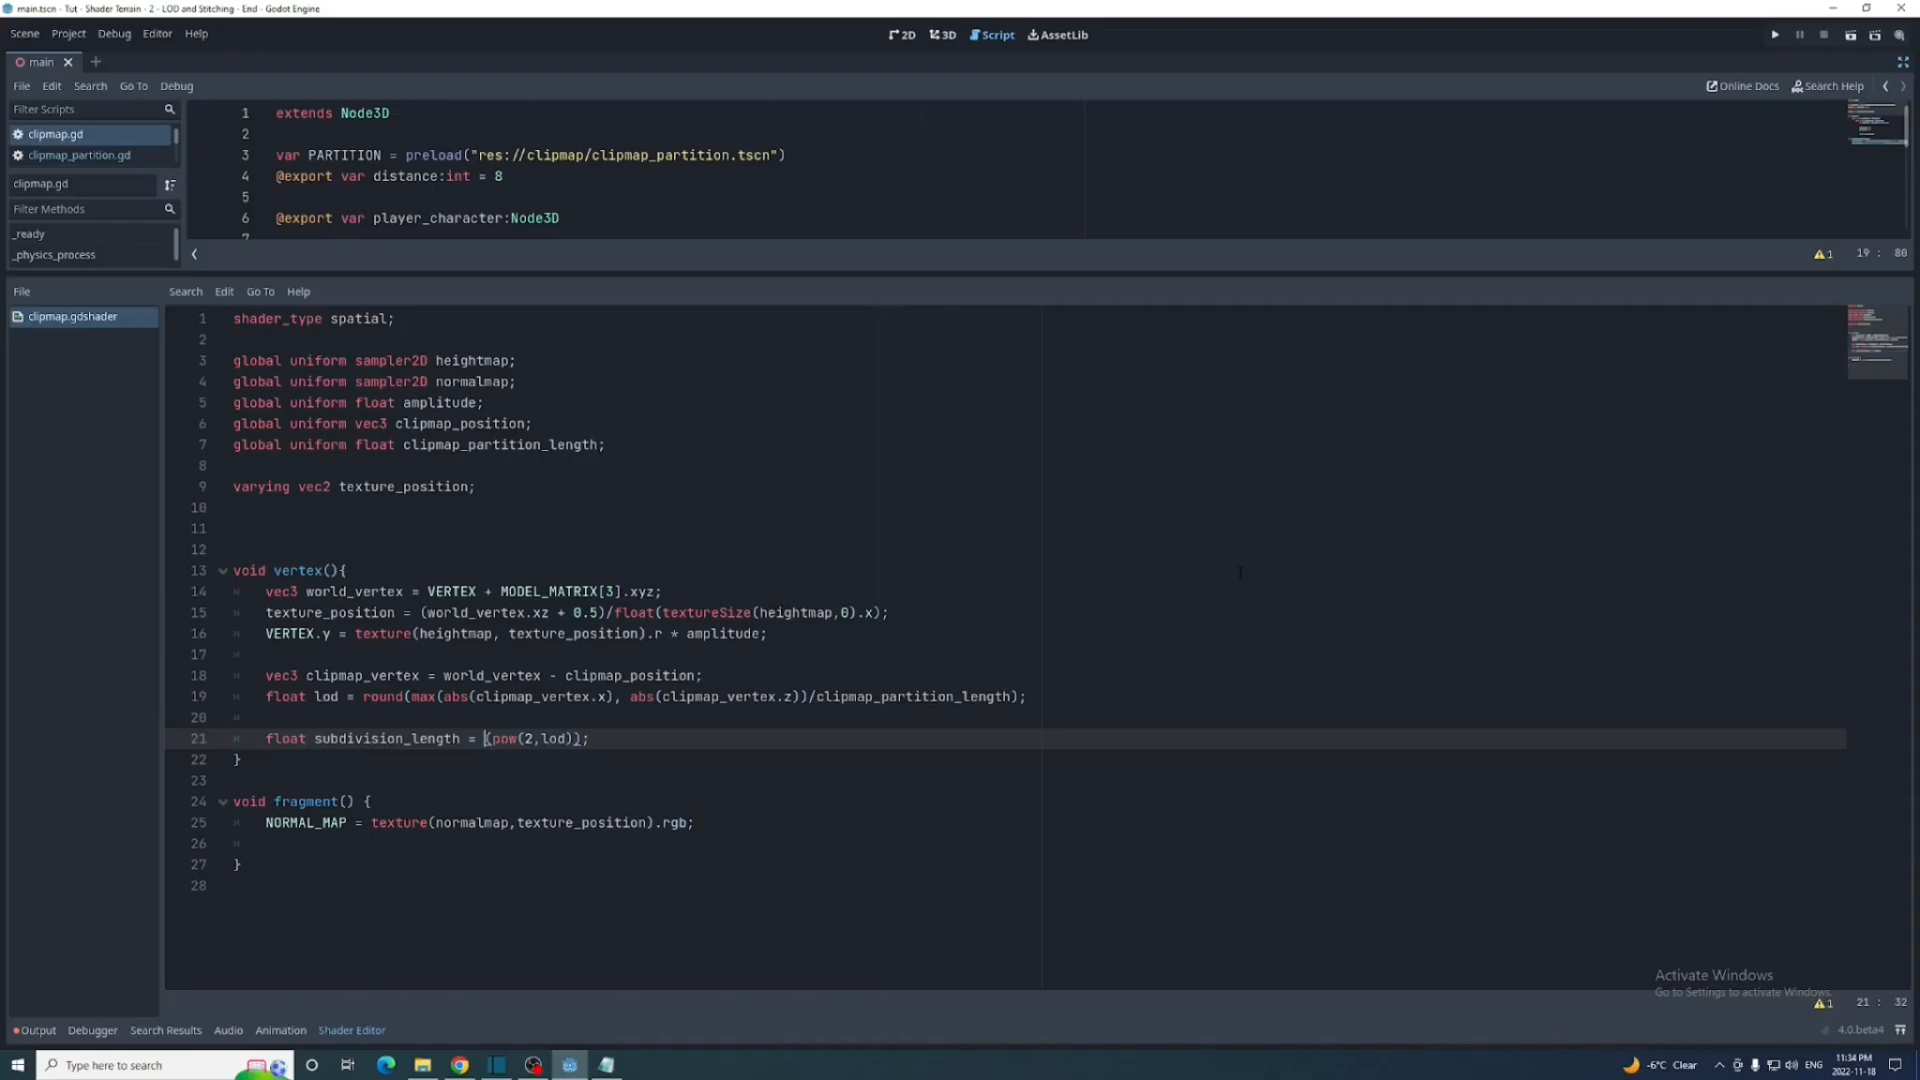 main.tscn - Tut - Shader Terrain - 2 - LOD and Stitching - End - Godot Engine
Scene Project Debug Editor Help
2D 3D Script AssetLib
main
File Edit Search Go To Debug
Online Docs Search Help
Filter Scripts
clipmap.gd
clipmap_partition.gd
clipmap.gd
Filter Methods
_ready
_physics_process
1 extends Node3D
2
3 var PARTITION = preload("res://clipmap/clipmap_partition.tscn")
4 @export var distance:int = 8
5
6 @export var player_character:Node3D
7
1 19 : 80
File
Search Edit Go To Help
clipmap.gdshader
1 shader_type spatial;
2
3 global uniform sampler2D heightmap;
4 global uniform sampler2D normalmap;
5 global uniform float amplitude;
6 global uniform vec3 clipmap_position;
7 global uniform float clipmap_partition_length;
8
9 varying vec2 texture_position;
10
11
12
13 void vertex(){
14 vec3 world_vertex = VERTEX + MODEL_MATRIX[3].xyz;
15 texture_position = (world_vertex.xz + 0.5)/float(textureSize(heightmap,0).x);
16 VERTEX.y = texture(heightmap, texture_position).r * amplitude;
17
18 vec3 clipmap_vertex = world_vertex - clipmap_position;
19 float lod = round(max(abs(clipmap_vertex.x), abs(clipmap_vertex.z))/clipmap_partition_length);
20
21 float subdivision_length = (pow(2,lod));
22 }
23
24 void fragment() {
25 NORMAL_MAP = texture(normalmap,texture_position).rgb;
26
27 }
28
Activate Windows
Go to Settings to activate Windows.
1 21 : 32
Output Debugger Search Results Audio Animation Shader Editor
4.0.beta4
Type here to search
-6°C Clear
ENG
11:34 PM
2022-11-18